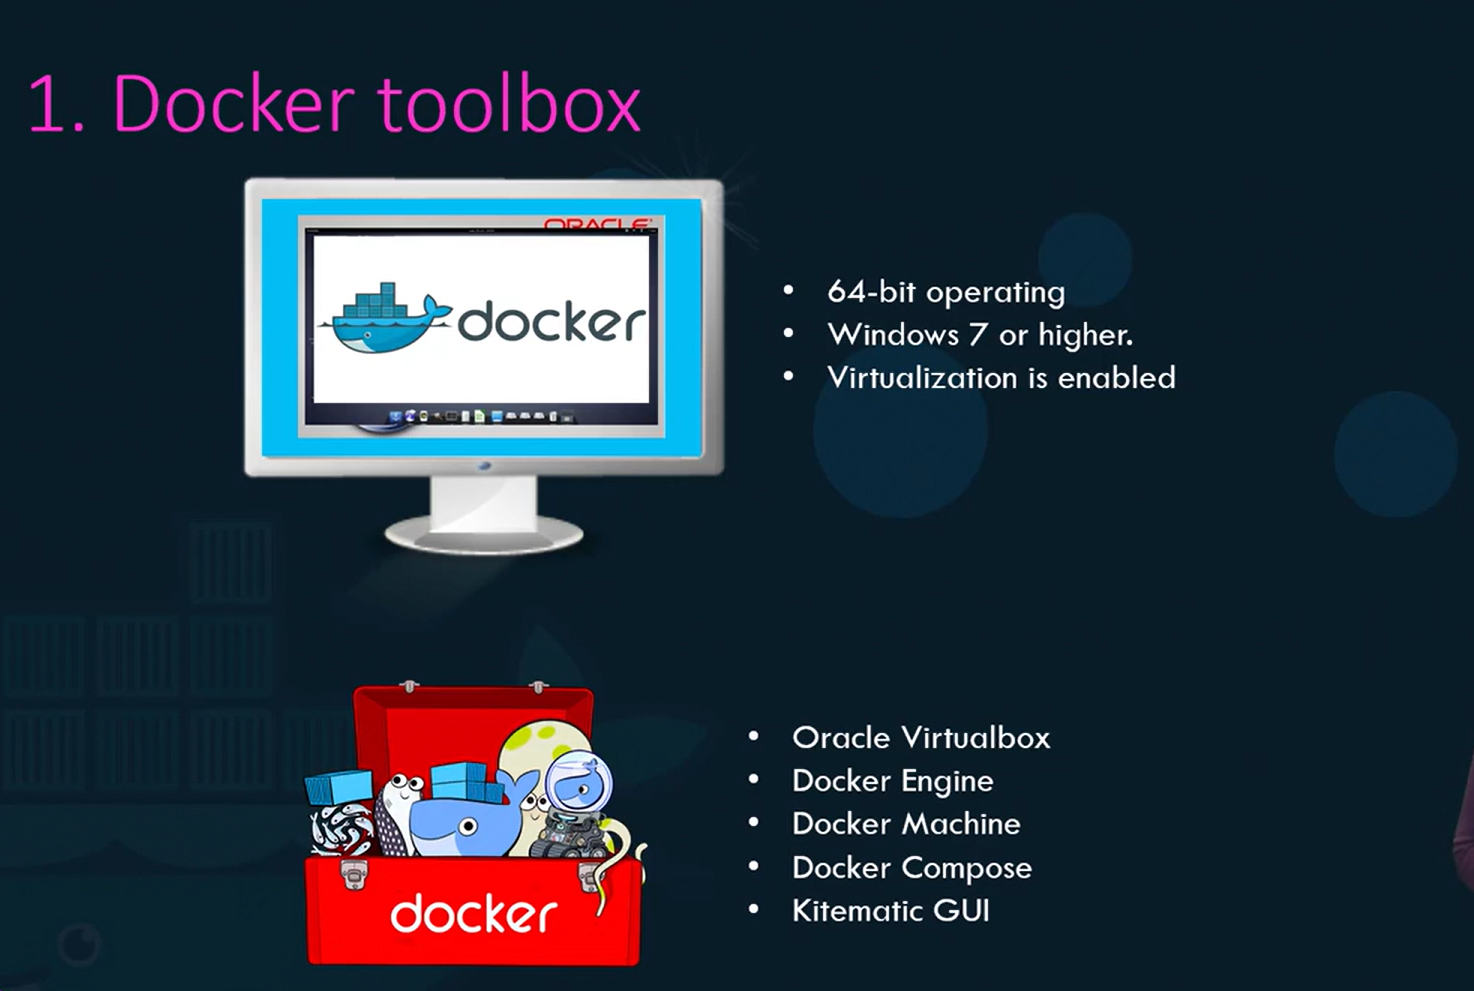 1. Docker toolbox
ORACLE
docker
• 64-bit operating
• Windows 7 or higher.
• Virtualization is enabled
docker
• Oracle Virtualbox
• Docker Engine
• Docker Machine
• Docker Compose
• Kitematic GUI